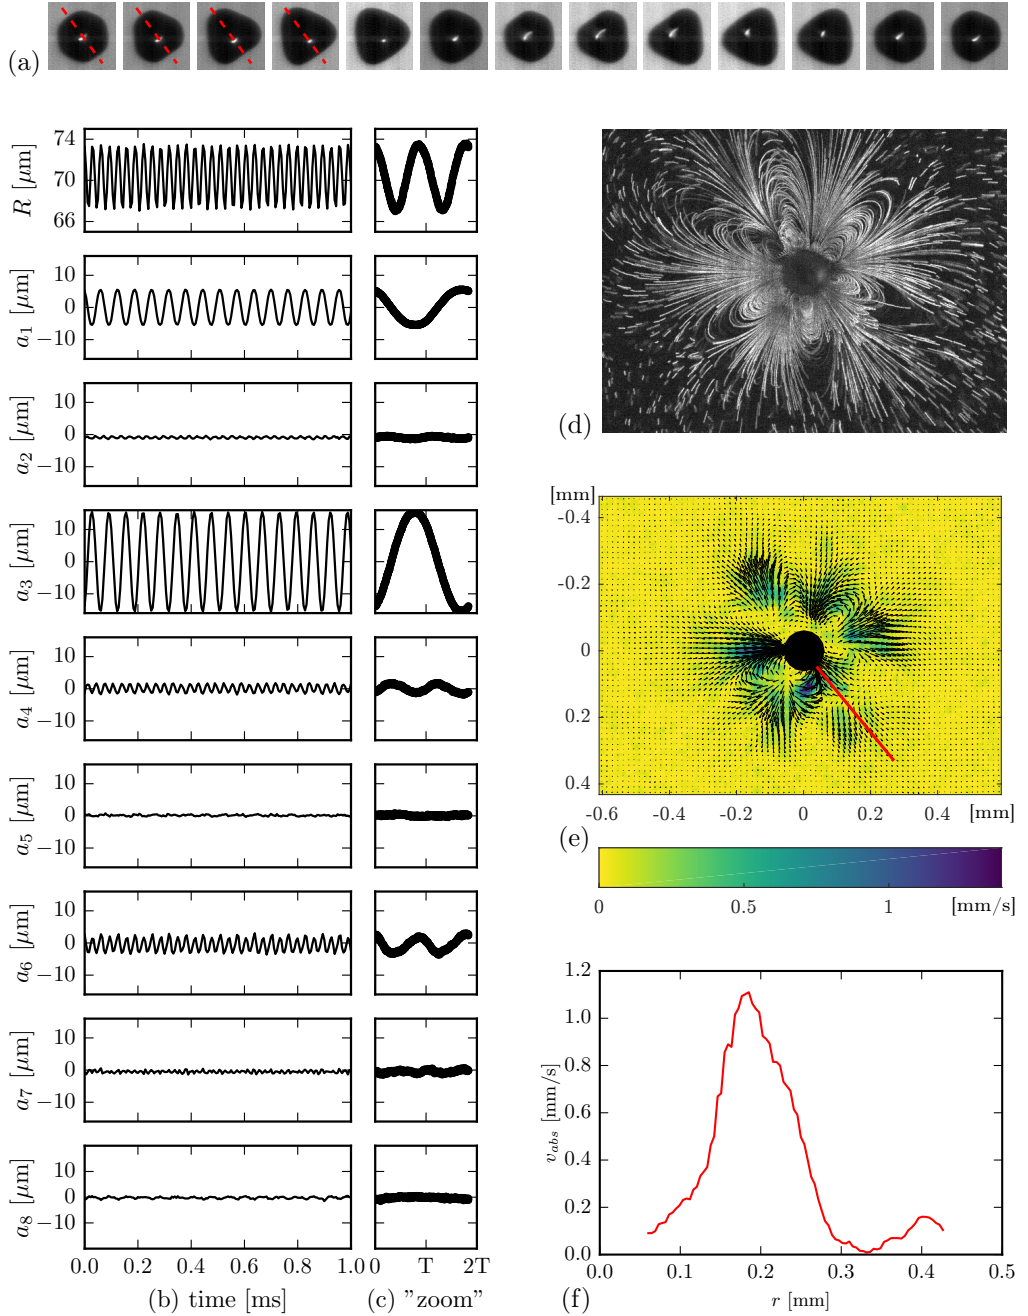 (a)
74
70
66
R [μm]
10
0
−10
a1 [μm]
10
0
−10
a2 [μm]
10
0
−10
a3 [μm]
10
0
−10
a4 [μm]
10
0
−10
a5 [μm]
10
0
−10
a6 [μm]
10
0
−10
a7 [μm]
10
0
−10
a8 [μm]
0.0 0.2 0.4 0.6 0.8 1.0
(b) time [ms]
0 T 2T
(c) "zoom"
(d)
[mm]
-0.4
-0.2
0
0.2
0.4
-0.6 -0.4 -0.2 0 0.2 0.4 [mm]
(e)
0 0.5 1 [mm/s]
1.2
1.0
0.8
0.6
0.4
0.2
0.0
vabs [mm/s]
0.0 0.1 0.2 0.3 0.4 0.5
(f) r [mm]